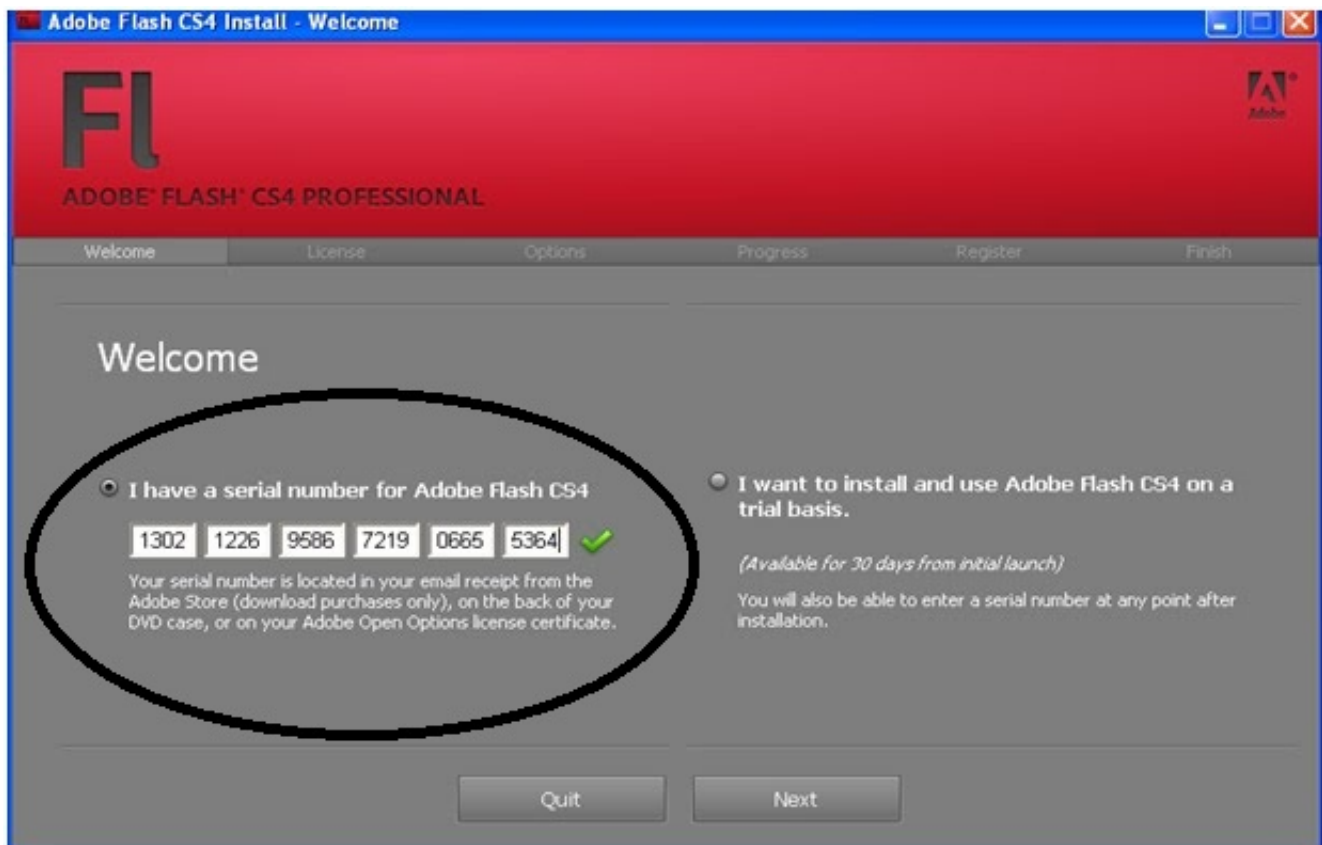 Adobe Flash CS4 Install - Welcome
Fl
Adobe
ADOBE® FLASH® CS4 PROFESSIONAL
Welcome License Options Progress Register Finish
Welcome
I have a serial number for Adobe Flash CS4
1302 1226 9586 7219 0665 5364
Your serial number is located in your email receipt from the
Adobe Store (download purchases only), on the back of your
DVD case, or on your Adobe Open Options license certificate.
I want to install and use Adobe Flash CS4 on a
trial basis.
(Available for 30 days from initial launch)
You will also be able to enter a serial number at any point after
installation.
Quit Next